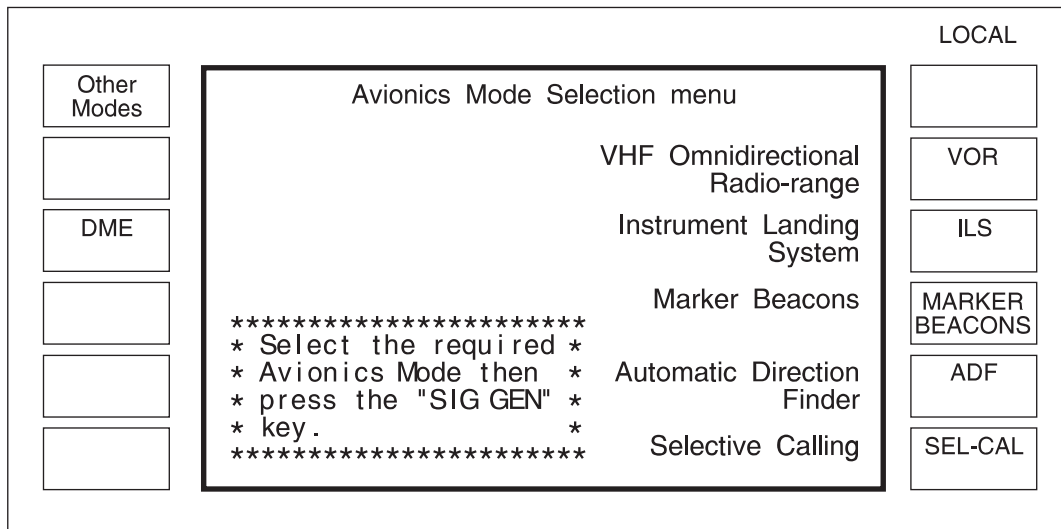 LOCAL
Other
Modes
Avionics Mode Selection menu
VHF Omnidirectional
Radio-range
VOR
DME
Instrument Landing
System
ILS
Marker Beacons
MARKER
BEACONS
***********************
* Select the required *
* Avionics Mode then *
* press the "SIG GEN" *
* key. *
***********************
Automatic Direction
Finder
ADF
Selective Calling
SEL-CAL